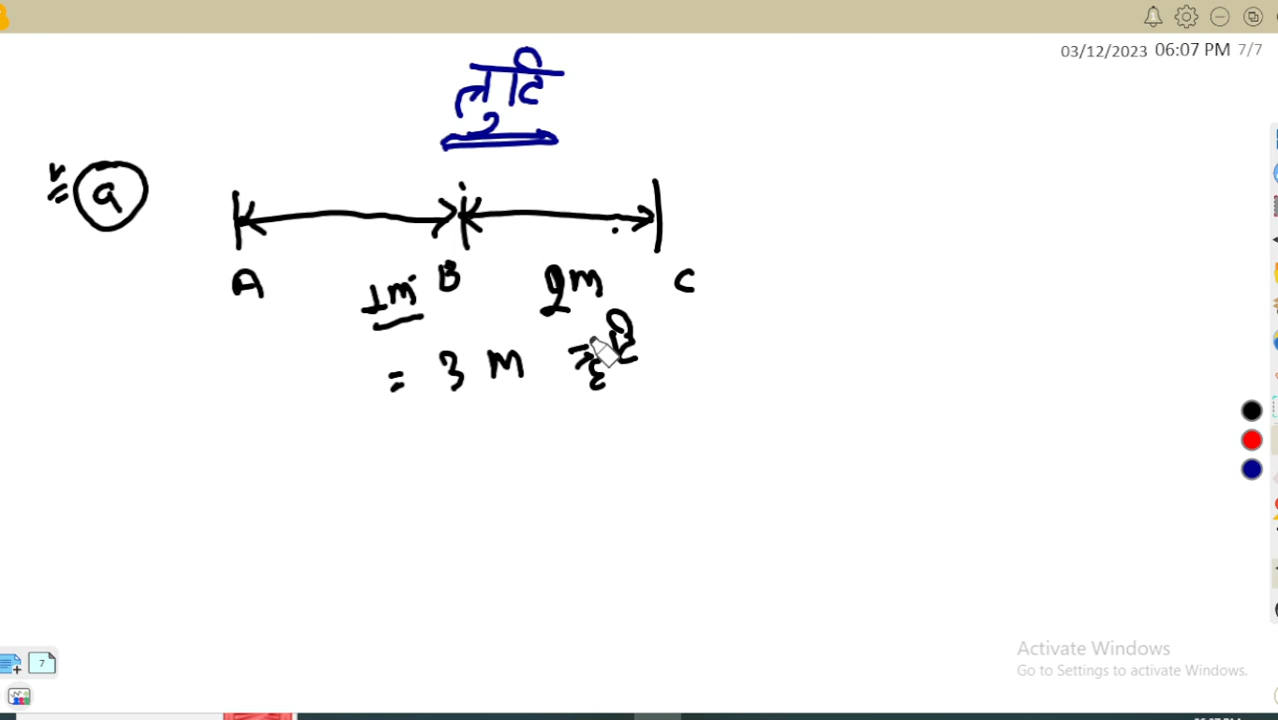 03/12/2023 06:07 PM 7/7
त्रुटि
a
A 1m B 2m C
= 3 m =
7
Activate Windows
Go to Settings to activate Windows.